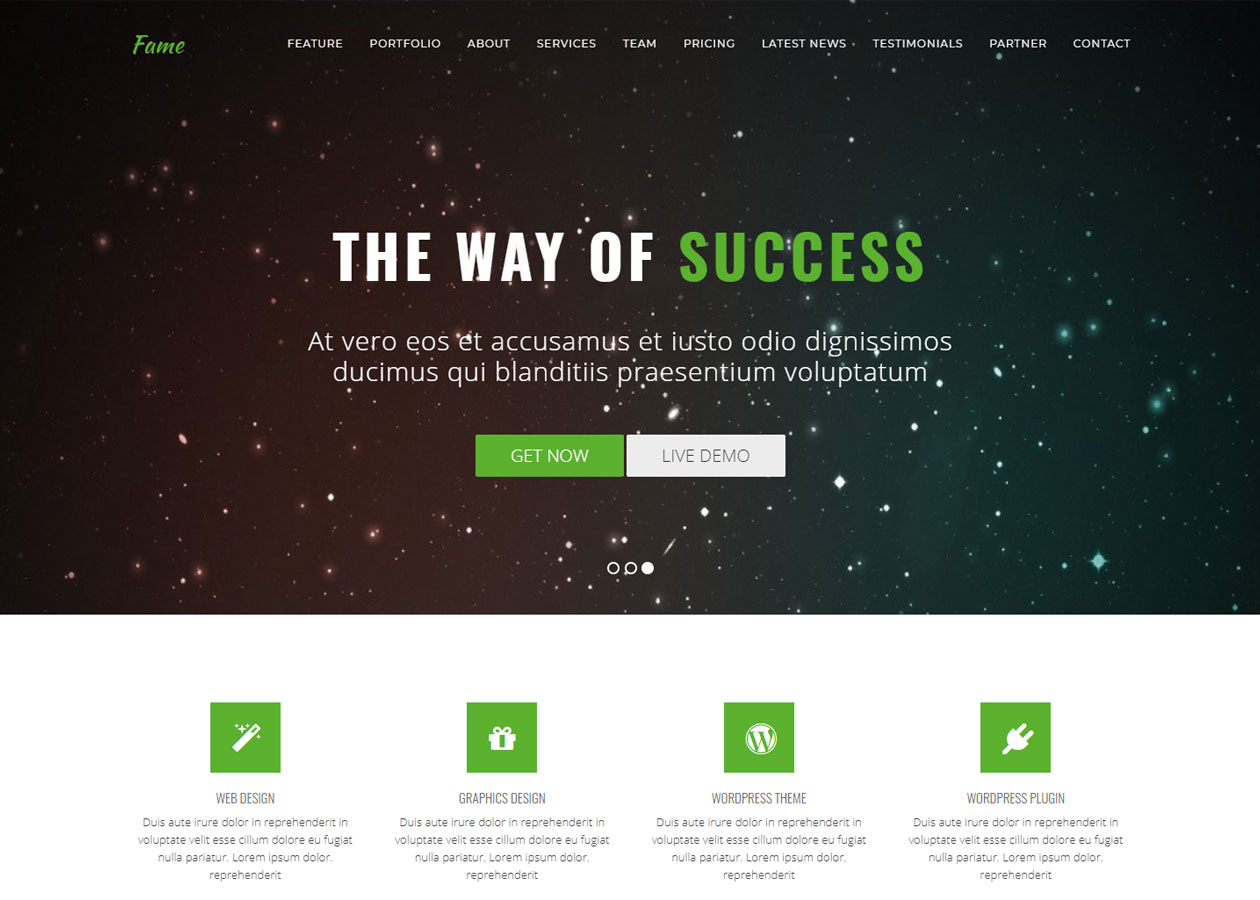 Fame
FEATURE PORTFOLIO ABOUT SERVICES TEAM PRICING LATEST NEWS TESTIMONIALS PARTNER CONTACT
THE WAY OF SUCCESS
At vero eos et accusamus et iusto odio dignissimos
ducimus qui blanditiis praesentium voluptatum
GET NOW
LIVE DEMO
WEB DESIGN
Duis aute irure dolor in reprehenderit in
voluptate velit esse cillum dolore eu fugiat
nulla pariatur. Lorem ipsum dolor.
reprehenderit
GRAPHICS DESIGN
Duis aute irure dolor in reprehenderit in
voluptate velit esse cillum dolore eu fugiat
nulla pariatur. Lorem ipsum dolor.
reprehenderit
WORDPRESS THEME
Duis aute irure dolor in reprehenderit in
voluptate velit esse cillum dolore eu fugiat
nulla pariatur. Lorem ipsum dolor.
reprehenderit
WORDPRESS PLUGIN
Duis aute irure dolor in reprehenderit in
voluptate velit esse cillum dolore eu fugiat
nulla pariatur. Lorem ipsum dolor.
reprehenderit